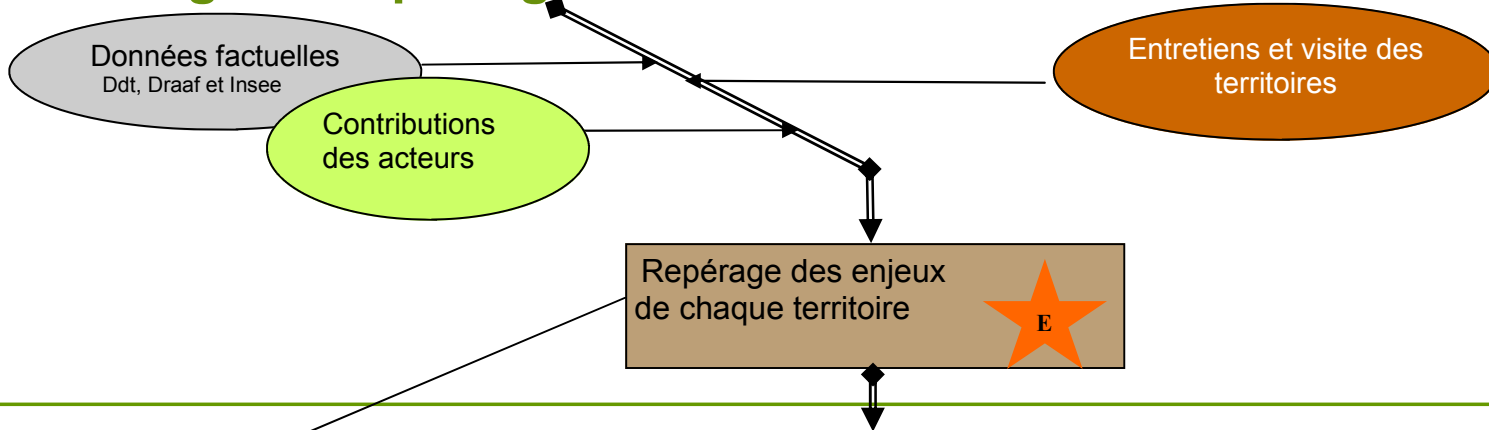 Données factuelles
Ddt, Draaf et Insee
Contributions
des acteurs
Entretiens et visite des
territoires
Repérage des enjeux
de chaque territoire
E